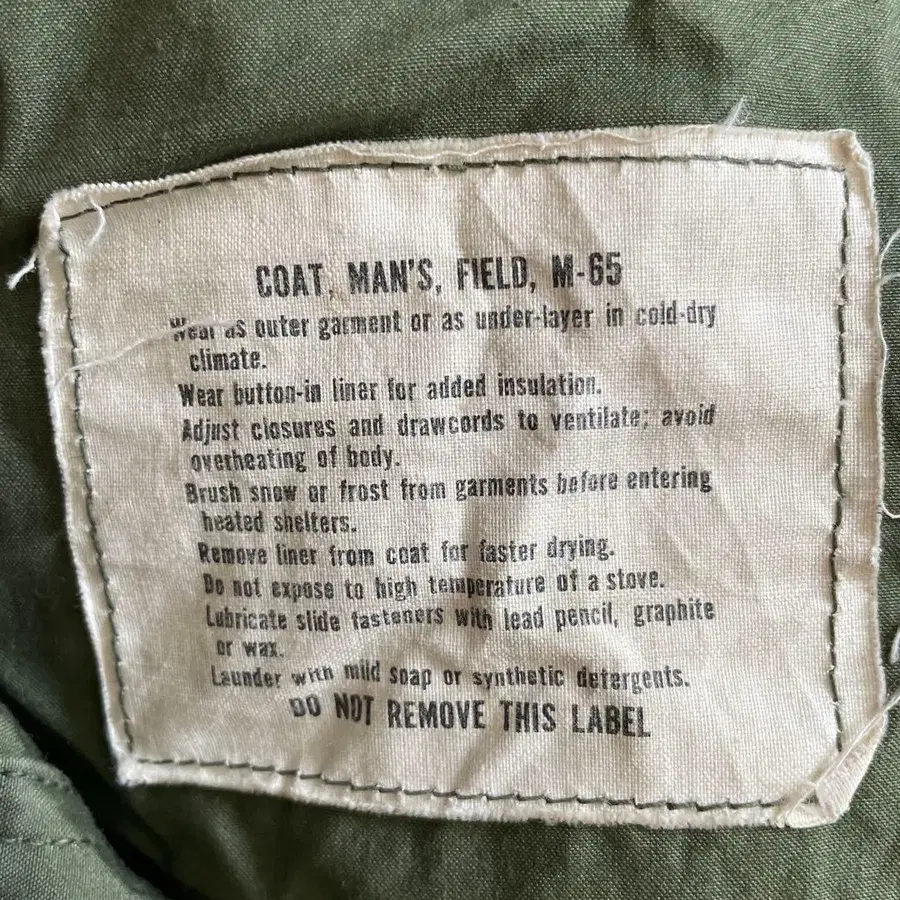 COAT, MAN'S, FIELD, M-65
Wear as outer garment or as under-layer in cold-dry
climate.
Wear button-in liner for added insulation.
Adjust closures and drawcords to ventilate; avoid
overheating of body.
Brush snow or frost from garments before entering
heated shelters.
Remove liner from coat for faster drying.
Do not expose to high temperature of a stove.
Lubricate slide fasteners with lead pencil, graphite
or wax.
Launder with mild soap or synthetic detergents.
DO NOT REMOVE THIS LABEL